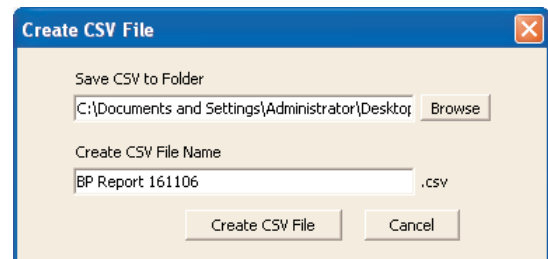 Create CSV File
Save CSV to Folder
C:\Documents and Settings\Administrator\Desktop Browse
Create CSV File Name
BP Report 161106 .csv
Create CSV File Cancel